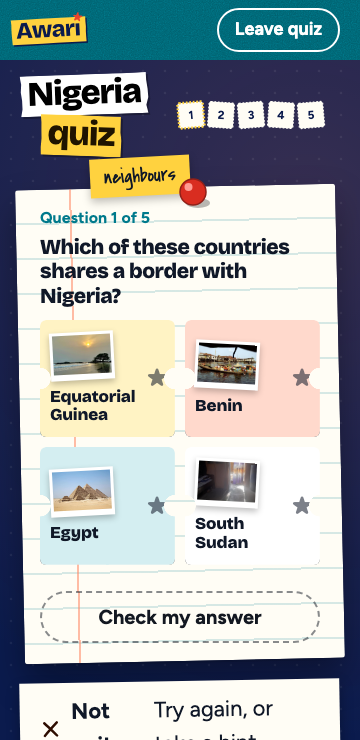 Awari
Leave quiz
Nigeria
quiz
1 2 3 4 5
neighbours
Question 1 of 5
Which of these countries
shares a border with
Nigeria?
Equatorial
Guinea
Benin
Egypt
South
Sudan
Check my answer
Not
Try again, or